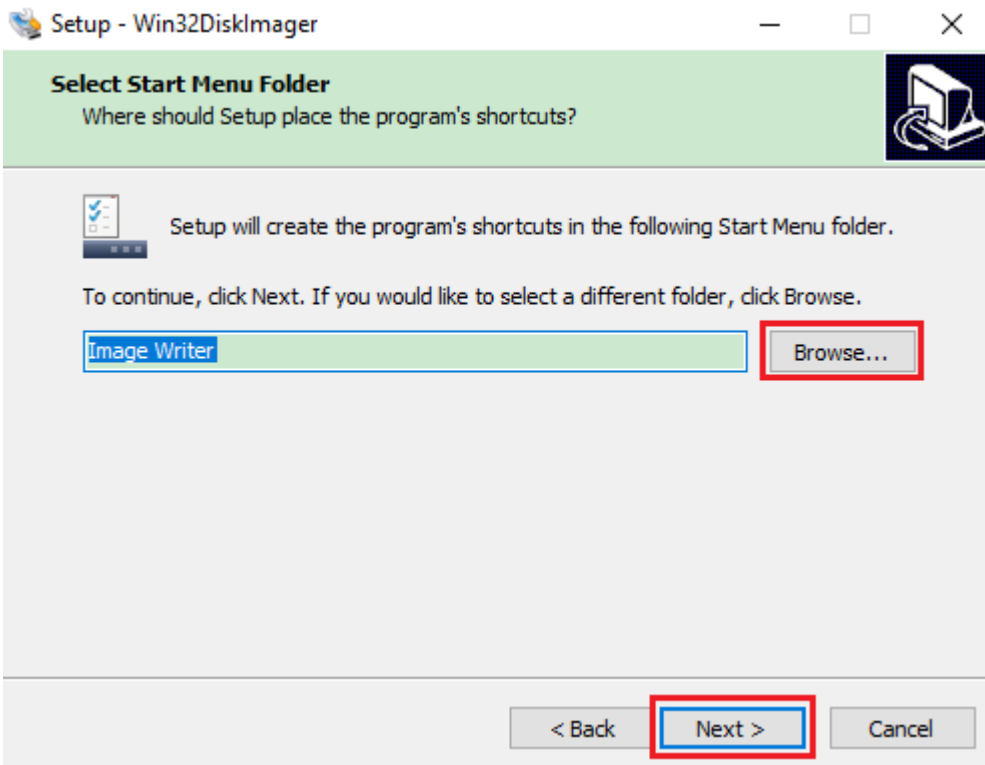 Setup - Win32DiskImager
Select Start Menu Folder
Where should Setup place the program's shortcuts?
Setup will create the program's shortcuts in the following Start Menu folder.
To continue, click Next. If you would like to select a different folder, click Browse.
Image Writer
Browse...
< Back
Next >
Cancel